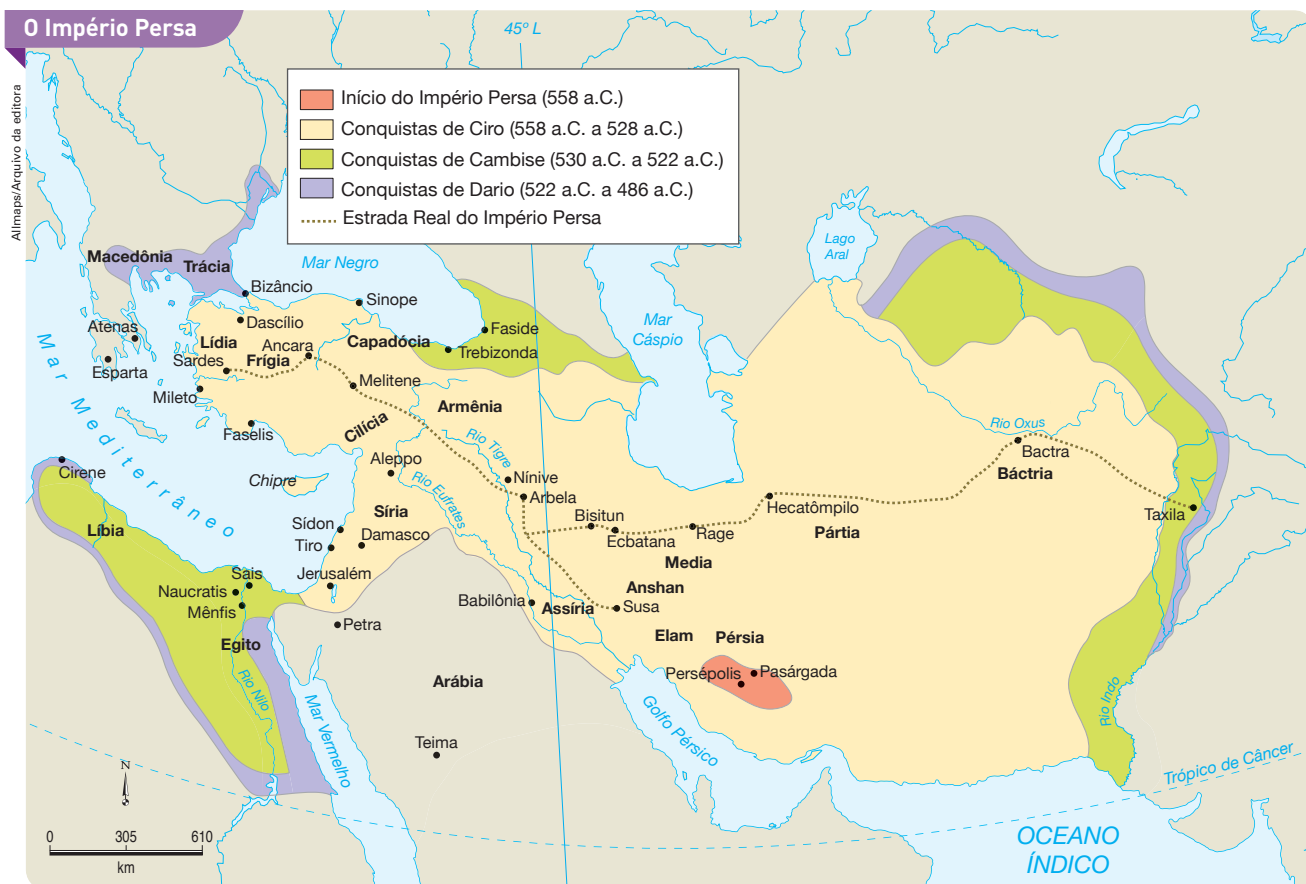 O Império Persa
45º L
Allmaps/Arquivo da editora
Início do Império Persa (558 a.C.)
Conquistas de Ciro (558 a.C. a 528 a.C.)
Conquistas de Cambise (530 a.C. a 522 a.C.)
Conquistas de Dario (522 a.C. a 486 a.C.)
Estrada Real do Império Persa
Macedônia
Trácia
Mar Negro
Lago
Aral
Bizâncio
Sinope
Mar
Cáspio
Atenas
Dascílio
Faside
Lídia
Ancara
Capadócia
Trebizonda
Esparta
Sardes
Frígia
Mileto
Melitene
Armênia
Mar Mediterrâneo
Faselis
Cilícia
Rio Tigre
Rio Oxus
Bactra
Báctria
Cirene
Chipre
Aleppo
Rio Eufrates
Nínive
Arbela
Hecatômpilo
Taxila
Líbia
Sídon
Síria
Bisitun
Ecbatana
Rage
Pártia
Tiro
Damasco
Media
Sais
Jerusalém
Anshan
Naucratis
Mênfis
Babilônia
Assíria
Susa
Petra
Egito
Elam
Pérsia
Rio Nilo
Arábia
Persépolis
Pasárgada
Rio Indo
Mar Vermelho
Golfo Pérsico
Teima
Trópico de Câncer
N
0 305 610
km
OCEANO
ÍNDICO